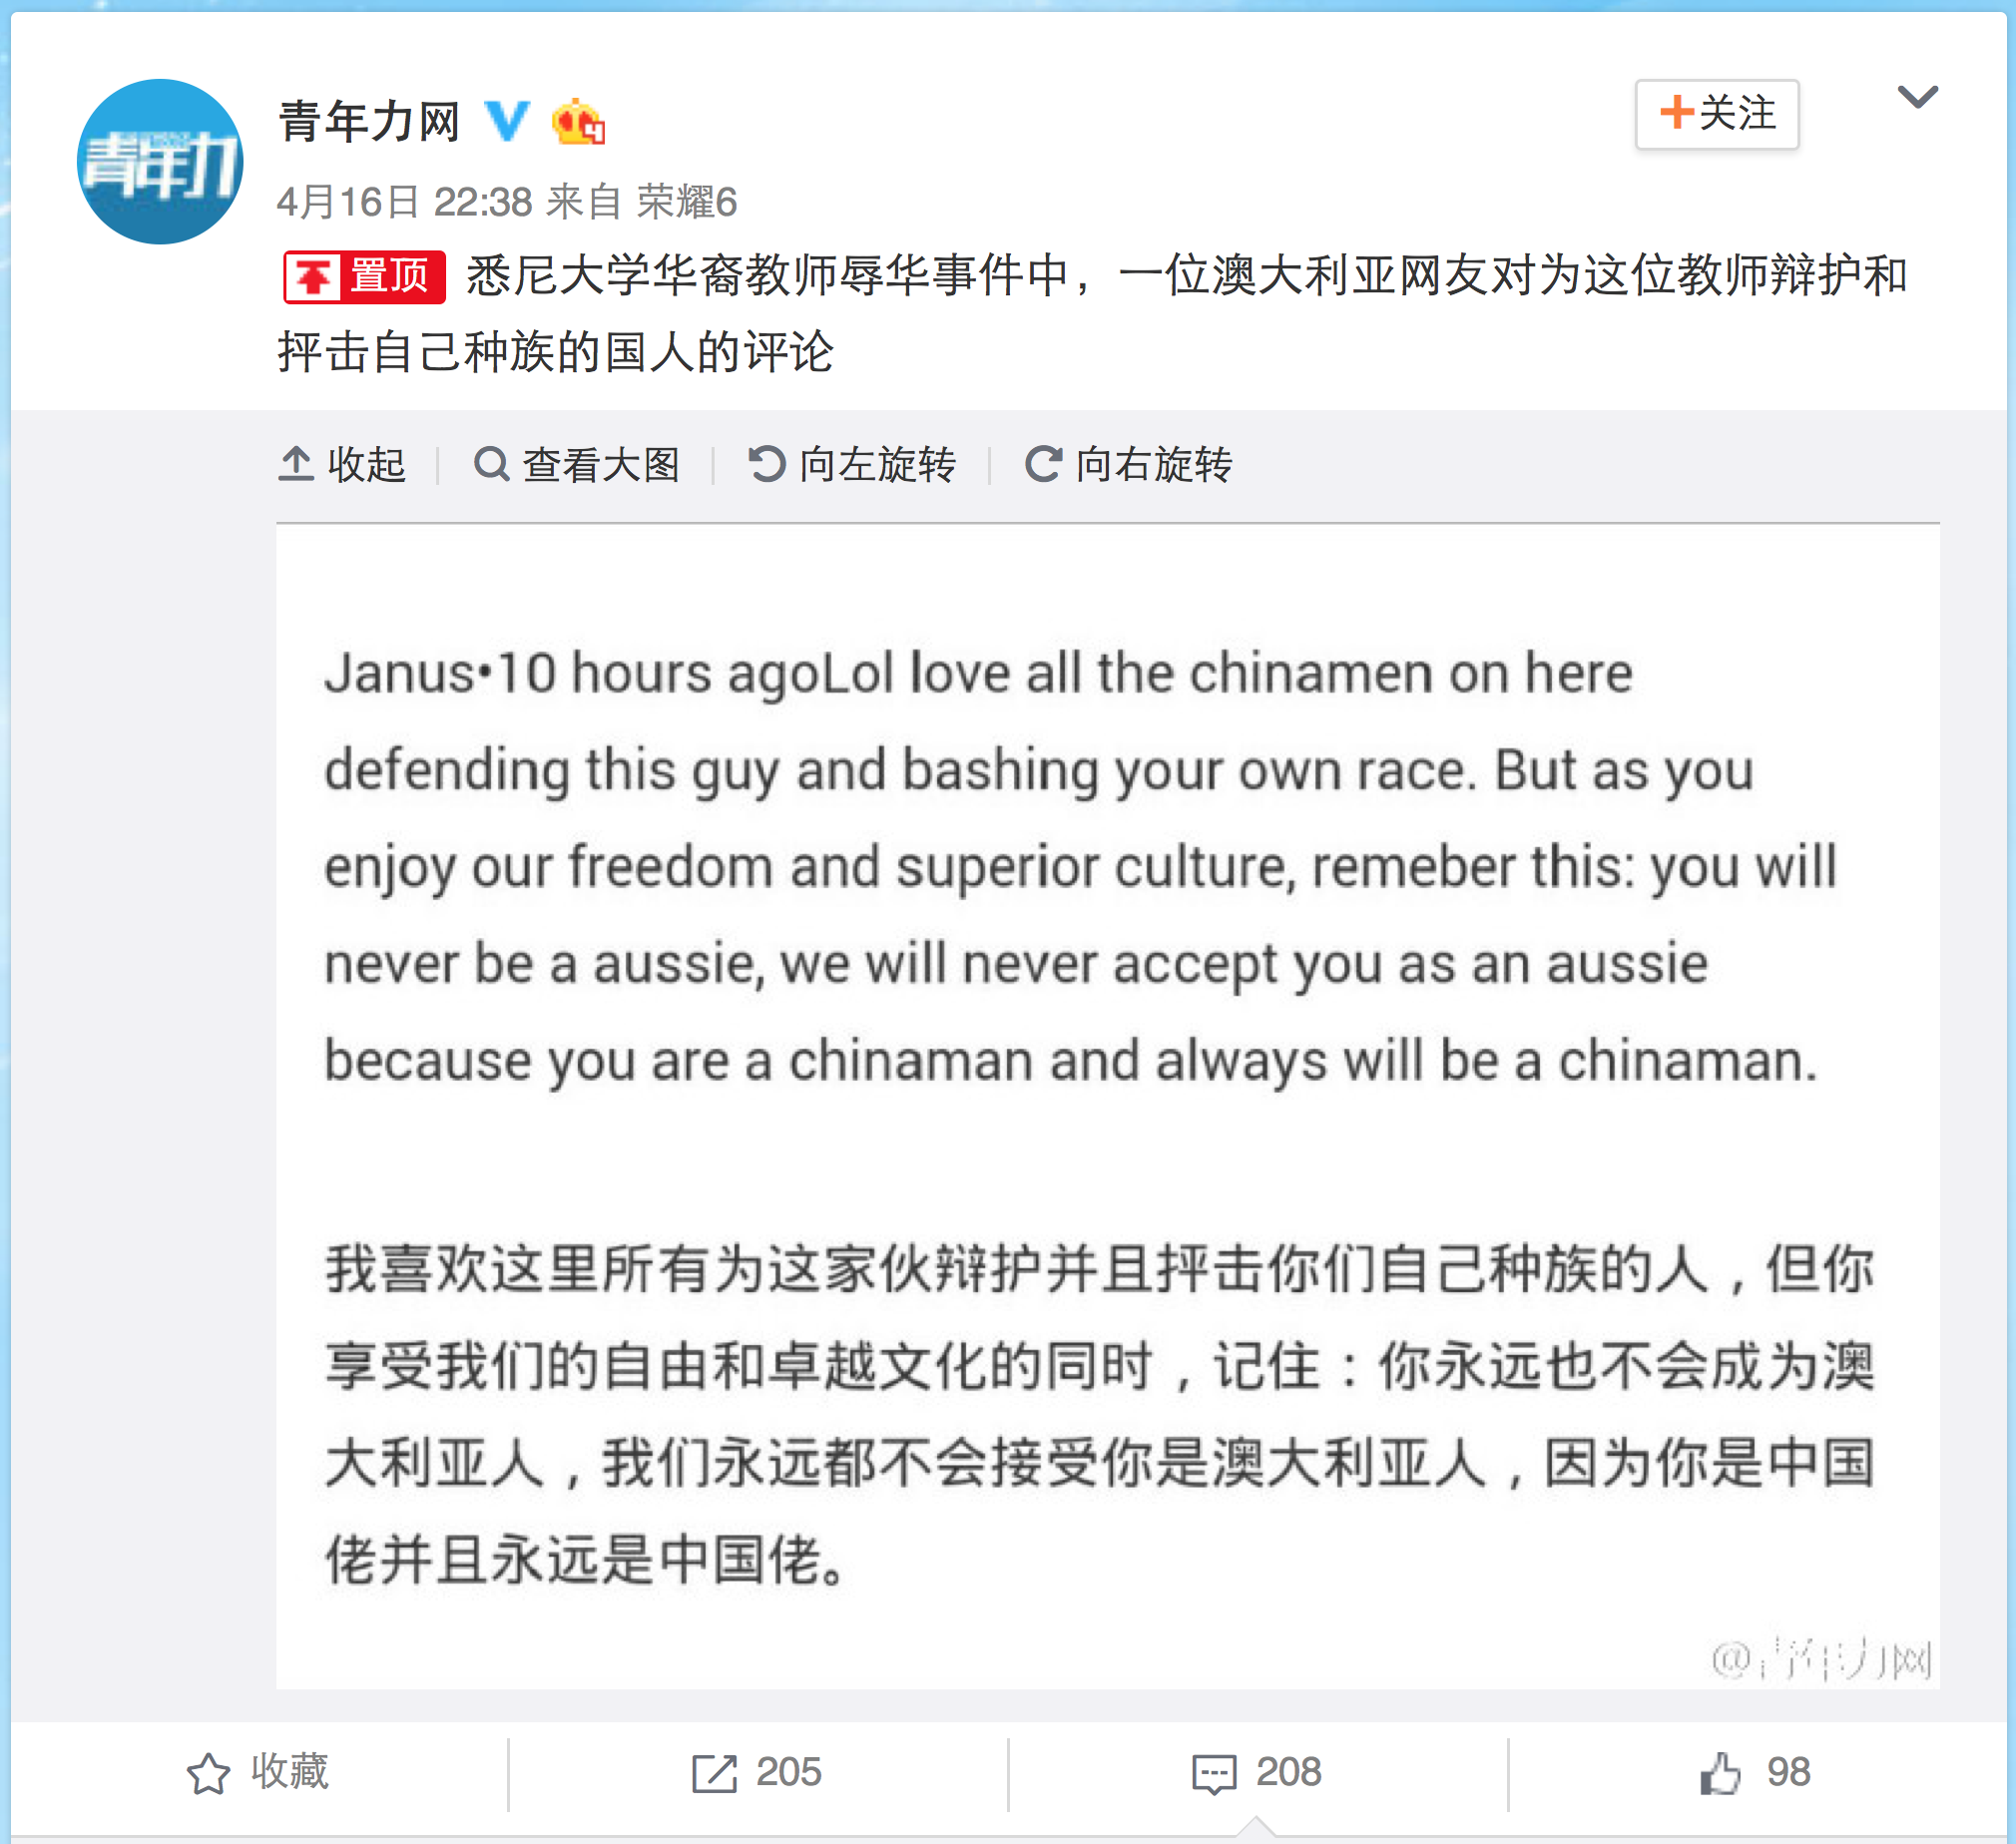 青年力
青年力网
4
+关注
4月16日 22:38 来自 荣耀6
置顶 悉尼大学华裔教师辱华事件中，一位澳大利亚网友对为这位教师辩护和
抨击自己种族的国人的评论
收起 查看大图 向左旋转 向右旋转
Janus•10 hours agoLol love all the chinamen on here
defending this guy and bashing your own race. But as you
enjoy our freedom and superior culture, remeber this: you will
never be a aussie, we will never accept you as an aussie
because you are a chinaman and always will be a chinaman.
我喜欢这里所有为这家伙辩护并且抨击你们自己种族的人，但你
享受我们的自由和卓越文化的同时，记住：你永远也不会成为澳
大利亚人，我们永远都不会接受你是澳大利亚人，因为你是中国
佬并且永远是中国佬。
@青年力网
收藏 205 208 98